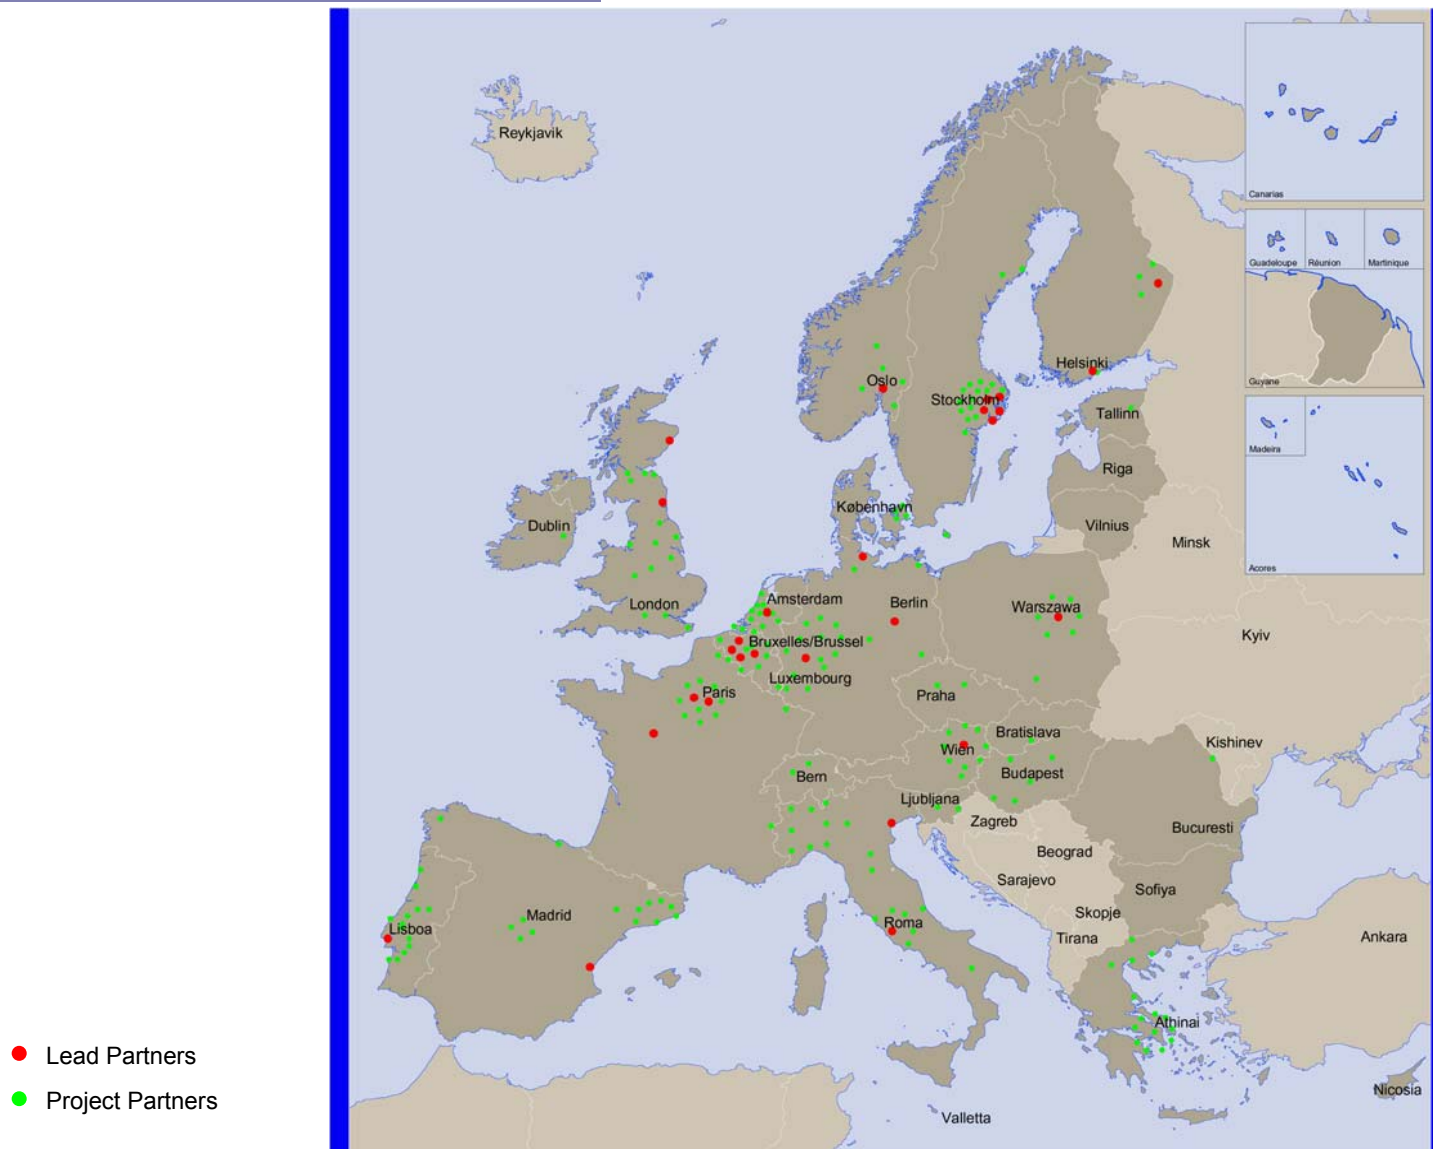 Reykjavik
Canarias
Guadeloupe Réunion Martinique
Guyane
Helsinki
Oslo
Stockholm
Tallinn
Madeira
Riga
København
Dublin
Vilnius
Minsk
Acores
Amsterdam
London
Berlin
Warszawa
Kyiv
Bruxelles/Brussel
Luxembourg
Paris
Praha
Bratislava
Kishinev
Wien
Bern
Budapest
Ljubljana
Zagreb
Bucuresti
Beograd
Sarajevo
Sofiya
Madrid
Skopje
Lisboa
Roma
Tirana
Ankara
Athinai
Lead Partners
Project Partners
Nicosia
Valletta